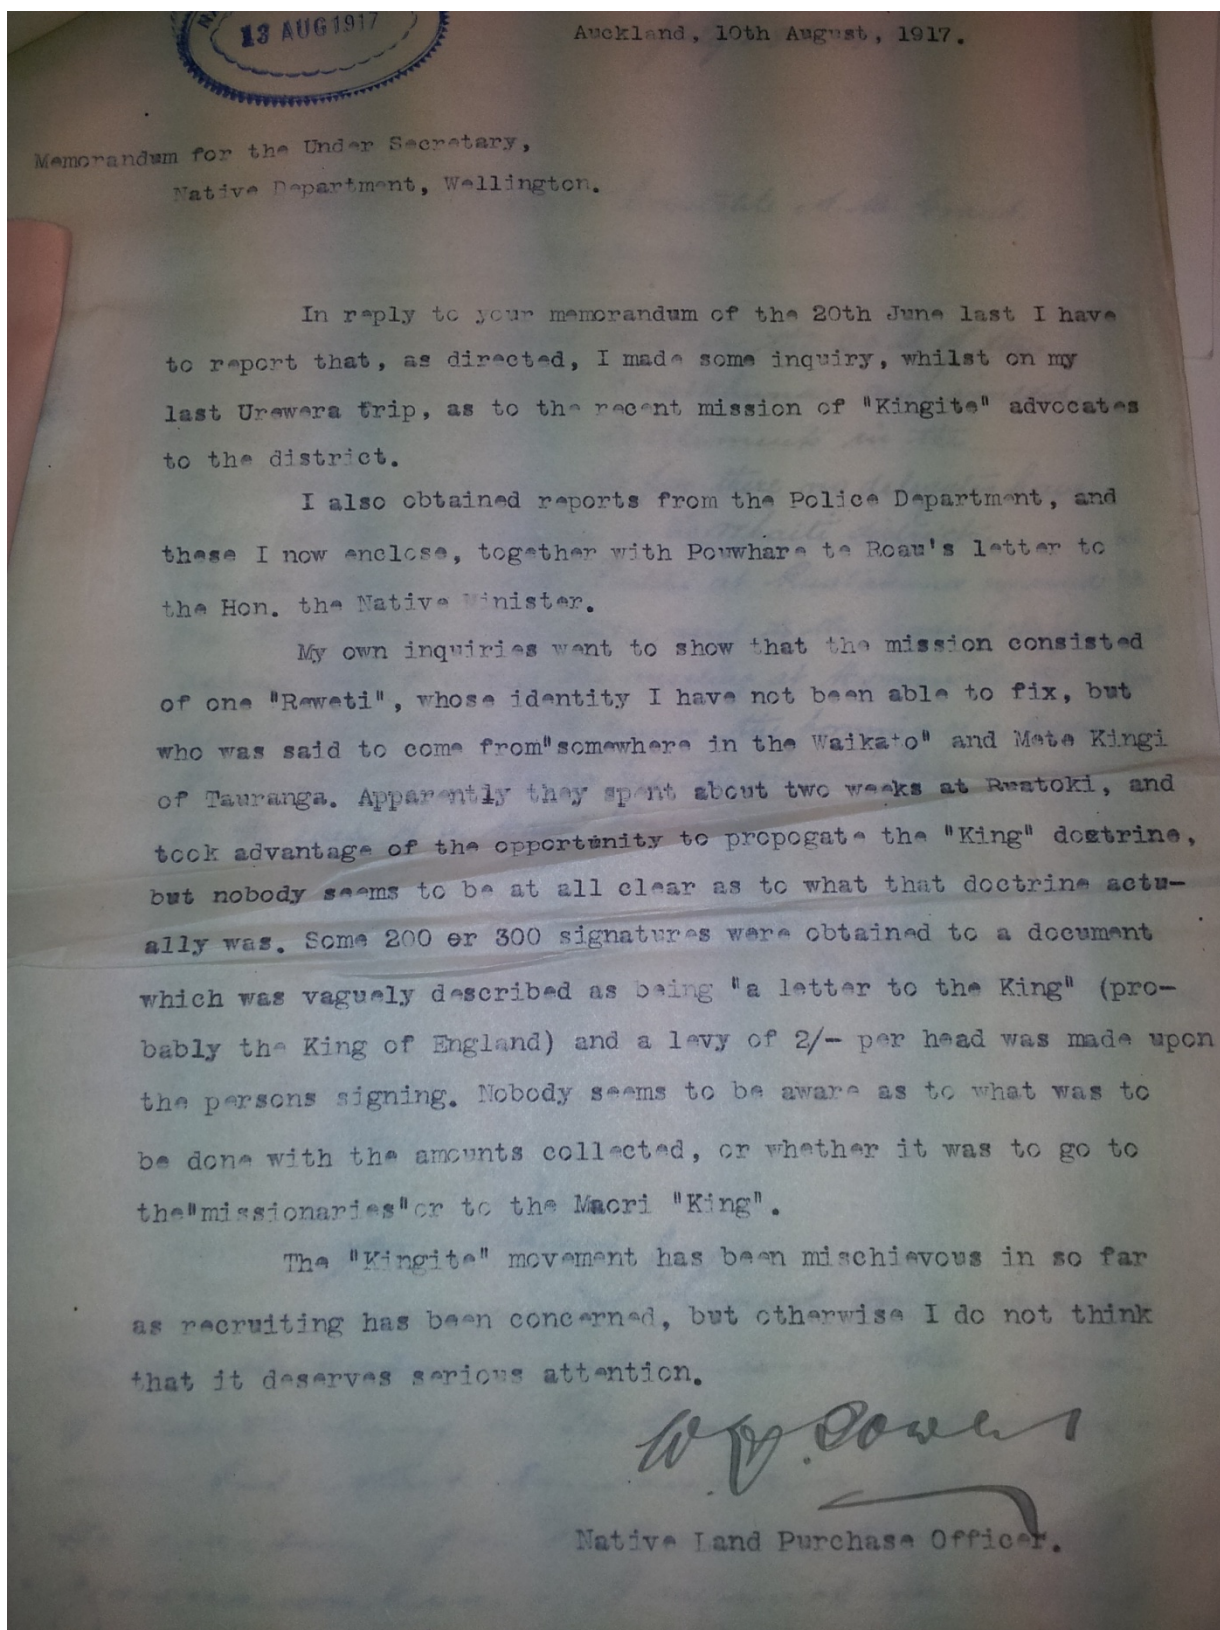 13 AUG 1917
Auckland, 10th August, 1917.
Memorandum for the Under Secretary,
Native Department, Wellington.
In reply to your memorandum of the 20th June last I have
to report that, as directed, I made some inquiry, whilst on my
last Urewera trip, as to the recent mission of "Kingite" advocates
to the district.
I also obtained reports from the Police Department, and
these I now enclose, together with Pouwhare te Roau's letter to
the Hon. the Native Minister.
My own inquiries went to show that the mission consisted
of one "Reweti", whose identity I have not been able to fix, but
who was said to come from"somewhere in the Waikato" and Mete Kingi
of Tauranga. Apparently they spent about two weeks at Ruatoki, and
took advantage of the opportunity to propogate the "King" doctrine,
but nobody seems to be at all clear as to what that doctrine actu-
ally was. Some 200 or 300 signatures were obtained to a document
which was vaguely described as being "a letter to the King" (pro-
bably the King of England) and a levy of 2/- per head was made upon
the persons signing. Nobody seems to be aware as to what was to
be done with the amounts collected, or whether it was to go to
the"missionaries"or to the Maori "King".
The "Kingite" movement has been mischievous in so far
as recruiting has been concerned, but otherwise I do not think
that it deserves serious attention.
Native Land Purchase Officer.